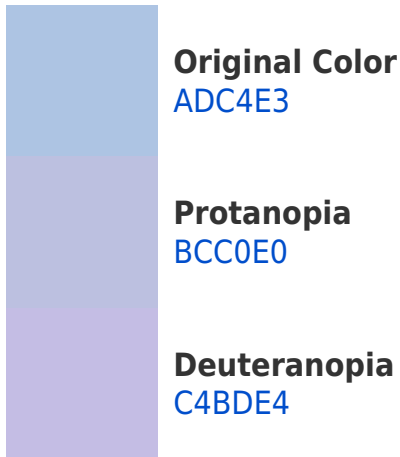 Original Color
ADC4E3
Protanopia
BCC0E0
Deuteranopia
C4BDE4